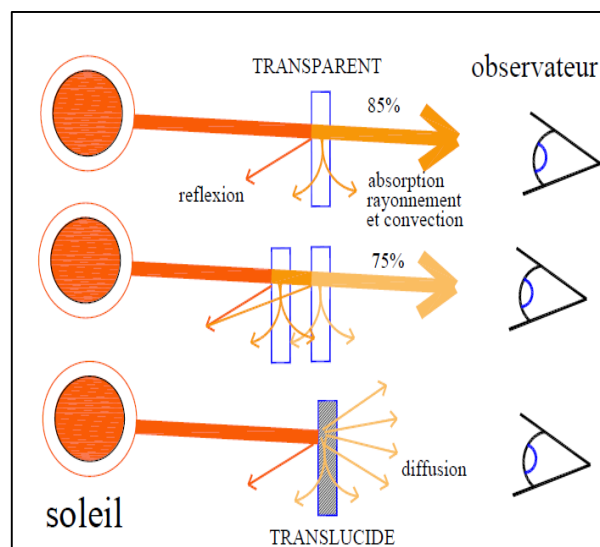 TRANSPARENT
observateur
85%
reflexion
absorption
rayonnement
et convection
75%
diffusion
soleil
TRANSLUCIDE